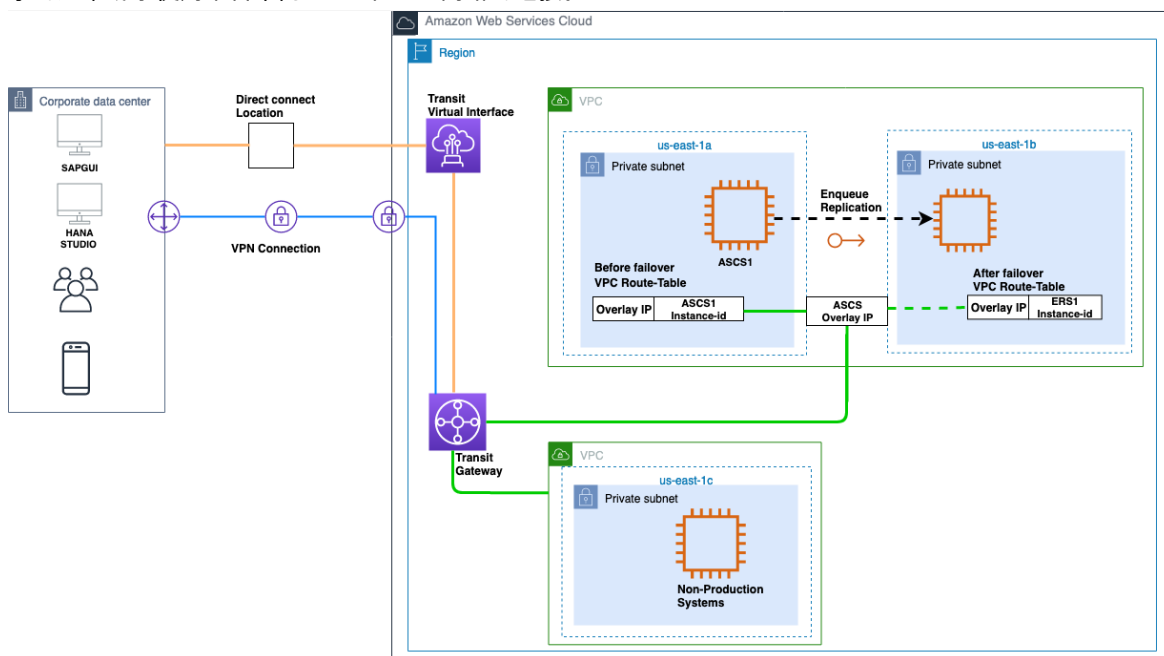 Amazon Web Services Cloud
Region
Corporate data center
SAPGUI
HANA
STUDIO
Direct connect
Location
VPN Connection
Transit
Virtual Interface
Transit
Gateway
VPC
us-east-1a
Private subnet
ASCS1
Before failover
VPC Route-Table
Overlay IP
ASCS1
Instance-id
Enqueue
Replication
ASCS
Overlay IP
us-east-1b
Private subnet
After failover
VPC Route-Table
Overlay IP
ERS1
Instance-id
VPC
us-east-1c
Private subnet
Non-Production
Systems